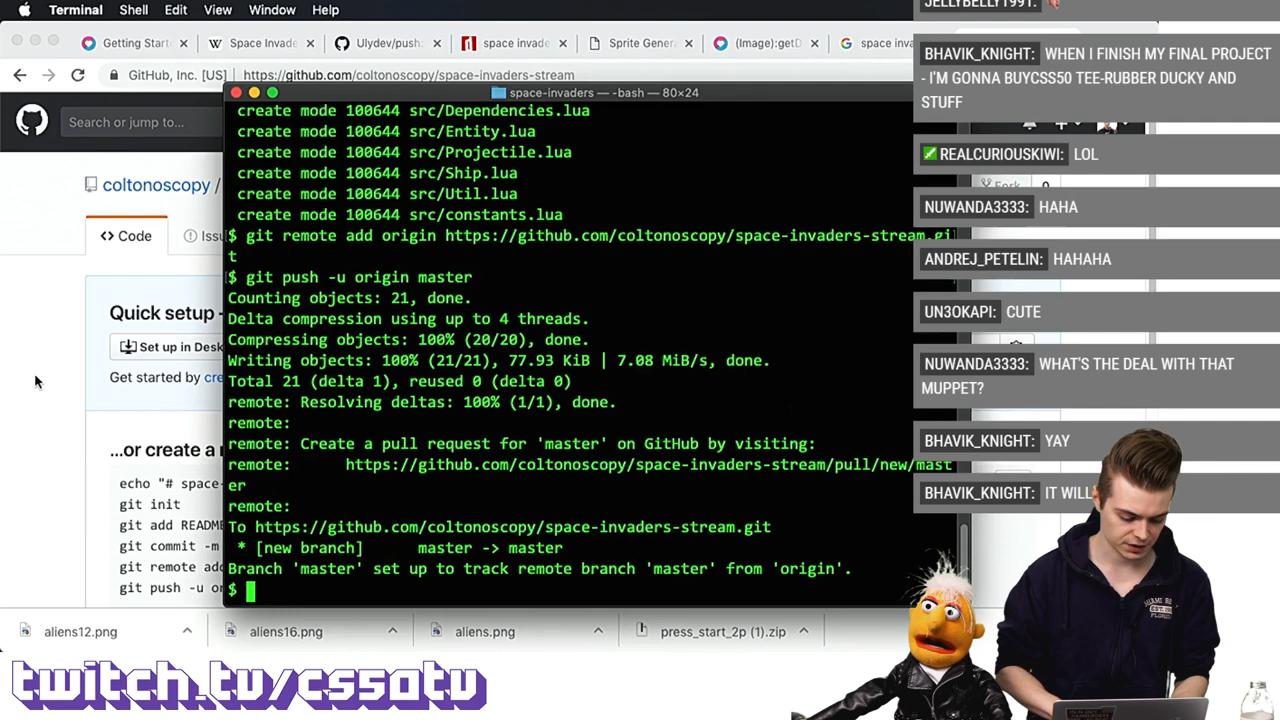 Terminal Shell Edit View Window Help
Getting Star
Space Invad
Ulydev/push:
space invad
Sprite Gener
(Image):getD
space inv
GitHub, Inc. [US]
https://github.com/coltonoscopy/space-invaders-stream
Search or jump to...
coltonoscopy /
Code
Issu
Fork
0
Quick setup
Set up in Desk
Get started by cre
...or create a
echo "# space-
git init
git add README
git commit -m
git remote add
git push -u o
space-invaders — -bash — 80×24
create mode 100644 src/Dependencies.lua
create mode 100644 src/Entity.lua
create mode 100644 src/Projectile.lua
create mode 100644 src/Ship.lua
create mode 100644 src/Util.lua
create mode 100644 src/constants.lua
$ git remote add origin https://github.com/coltonoscopy/space-invaders-stream.gi
t
$ git push -u origin master
Counting objects: 21, done.
Delta compression using up to 4 threads.
Compressing objects: 100% (20/20), done.
Writing objects: 100% (21/21), 77.93 KiB | 7.08 MiB/s, done.
Total 21 (delta 1), reused 0 (delta 0)
remote: Resolving deltas: 100% (1/1), done.
remote:
remote: Create a pull request for 'master' on GitHub by visiting:
remote: https://github.com/coltonoscopy/space-invaders-stream/pull/new/mast
er
remote:
To https://github.com/coltonoscopy/space-invaders-stream.git
* [new branch] master -> master
Branch 'master' set up to track remote branch 'master' from 'origin'.
$
JELLYBELLY1991:
BHAVIK_KNIGHT: WHEN I FINISH MY FINAL PROJECT
- I'M GONNA BUYCSS50 TEE-RUBBER DUCKY AND
STUFF
REALCURIOUSKIWI: LOL
NUWANDA3333: HAHA
ANDREJ_PETELIN: HAHAHA
UN3OKAPI: CUTE
NUWANDA3333: WHAT'S THE DEAL WITH THAT
MUPPET?
BHAVIK_KNIGHT: YAY
BHAVIK_KNIGHT: IT WILL
aliens12.png
aliens16.png
aliens.png
press_start_2p (1).zip
twitch.tv/cs50tv